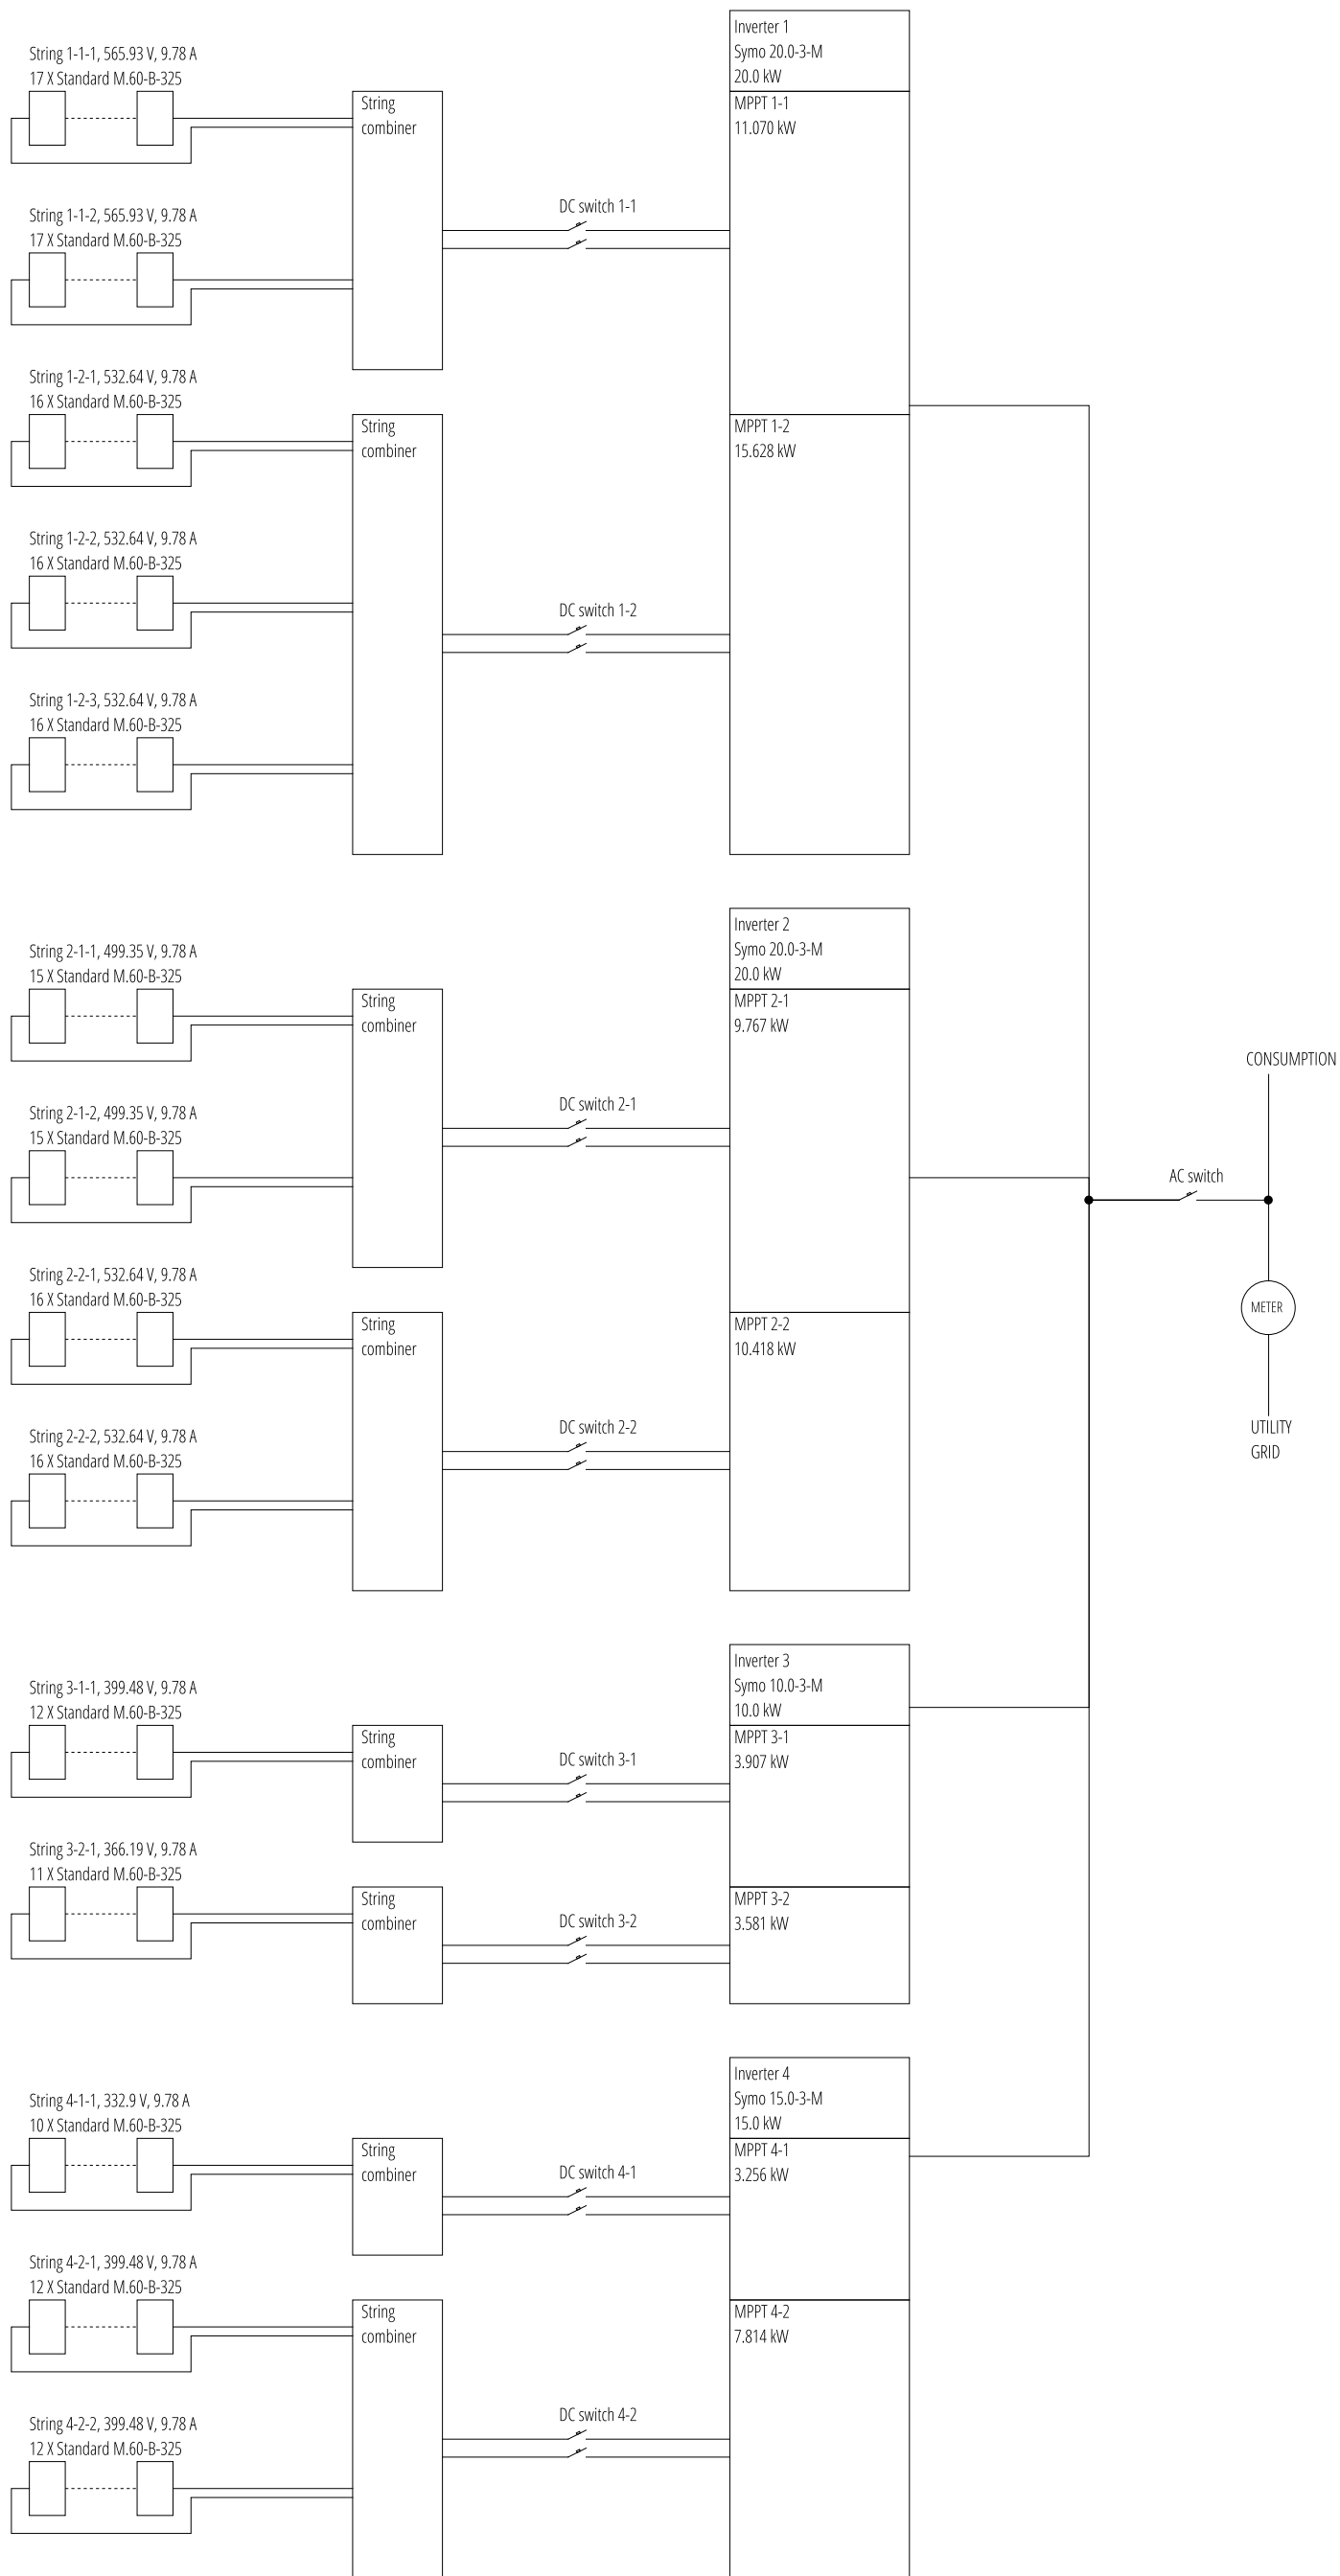 Inverter 1
Symo 20.0-3-M
20.0 kW
String 1-1-1, 565.93 V, 9.78 A
17 X Standard M.60-B-325
String
combiner
MPPT 1-1
11.070 kW
DC switch 1-1
String 1-1-2, 565.93 V, 9.78 A
17 X Standard M.60-B-325
String 1-2-1, 532.64 V, 9.78 A
16 X Standard M.60-B-325
String
combiner
MPPT 1-2
15.628 kW
String 1-2-2, 532.64 V, 9.78 A
16 X Standard M.60-B-325
DC switch 1-2
String 1-2-3, 532.64 V, 9.78 A
16 X Standard M.60-B-325
Inverter 2
Symo 20.0-3-M
20.0 kW
String 2-1-1, 499.35 V, 9.78 A
15 X Standard M.60-B-325
String
combiner
MPPT 2-1
9.767 kW
CONSUMPTION
DC switch 2-1
String 2-1-2, 499.35 V, 9.78 A
15 X Standard M.60-B-325
AC switch
String 2-2-1, 532.64 V, 9.78 A
16 X Standard M.60-B-325
METER
String
combiner
MPPT 2-2
10.418 kW
DC switch 2-2
UTILITY
GRID
String 2-2-2, 532.64 V, 9.78 A
16 X Standard M.60-B-325
Inverter 3
Symo 10.0-3-M
10.0 kW
String 3-1-1, 399.48 V, 9.78 A
12 X Standard M.60-B-325
String
combiner
MPPT 3-1
3.907 kW
DC switch 3-1
String 3-2-1, 366.19 V, 9.78 A
11 X Standard M.60-B-325
String
combiner
MPPT 3-2
3.581 kW
DC switch 3-2
Inverter 4
Symo 15.0-3-M
15.0 kW
String 4-1-1, 332.9 V, 9.78 A
10 X Standard M.60-B-325
String
combiner
MPPT 4-1
3.256 kW
DC switch 4-1
String 4-2-1, 399.48 V, 9.78 A
12 X Standard M.60-B-325
String
combiner
MPPT 4-2
7.814 kW
DC switch 4-2
String 4-2-2, 399.48 V, 9.78 A
12 X Standard M.60-B-325